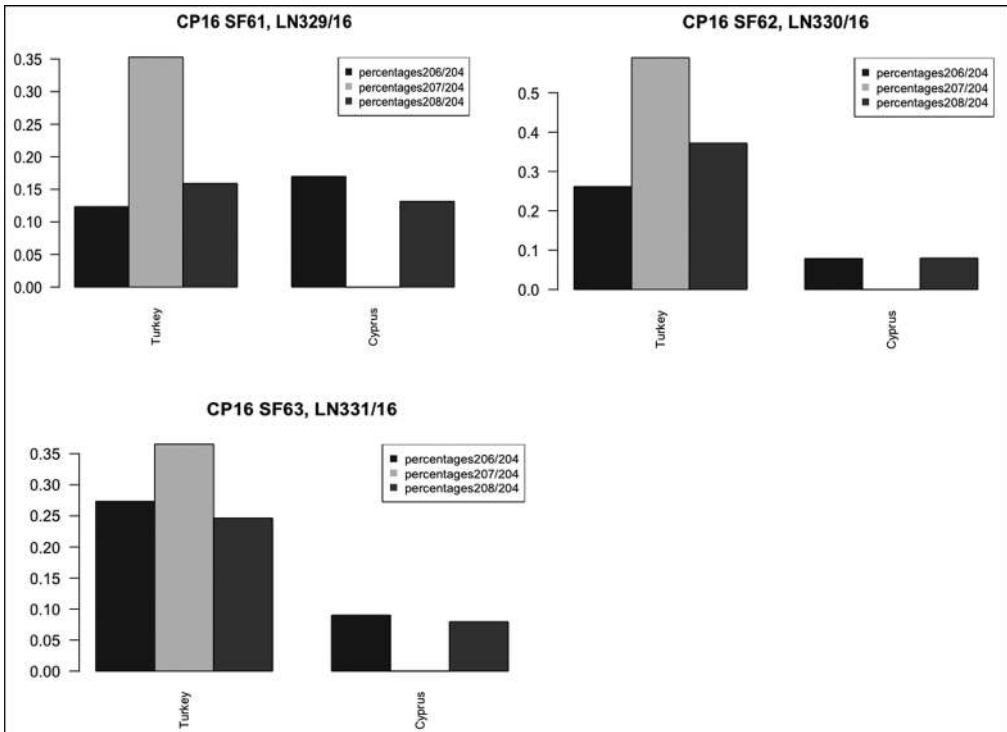 CP16 SF61, LN329/16
0.35
0.30
0.25
0.20
0.15
0.10
0.05
0.00
percentages206/204
percentages207/204
percentages208/204
Turkey
Cyprus
CP16 SF62, LN330/16
0.5
0.4
0.3
0.2
0.1
0.0
percentages206/204
percentages207/204
percentages208/204
Turkey
Cyprus
CP16 SF63, LN331/16
0.35
0.30
0.25
0.20
0.15
0.10
0.05
0.00
percentages206/204
percentages207/204
percentages208/204
Turkey
Cyprus